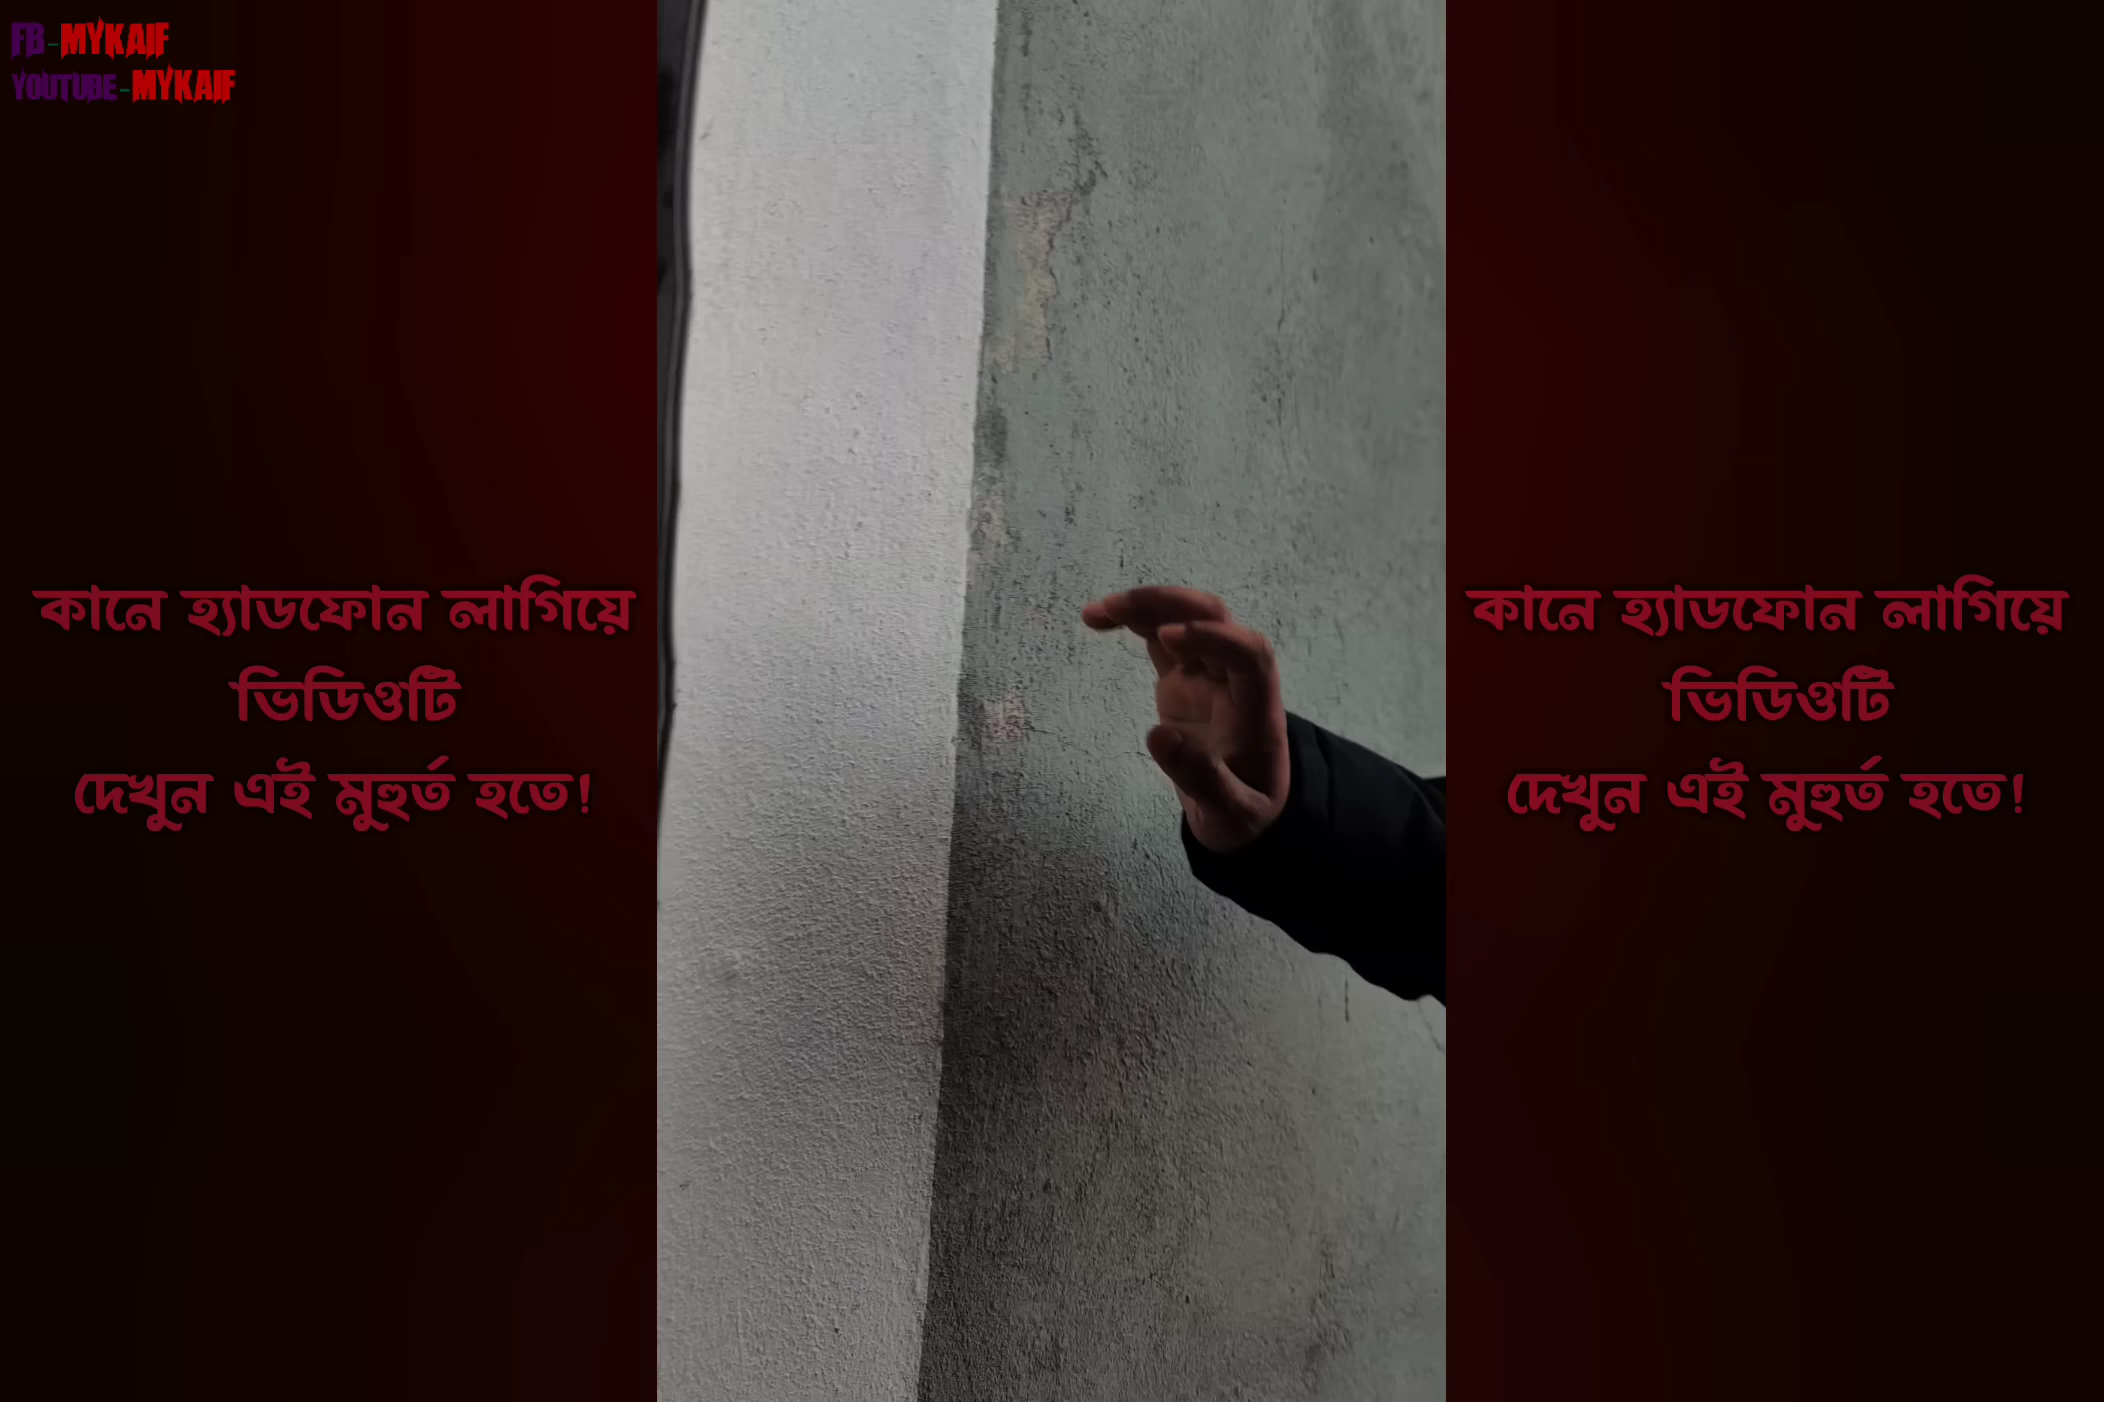 FB-MYKAIF
YOUTUBE-MYKAIF
কানে হ্যাডফোন লাগিয়ে
ভিডিওটি
দেখুন এই মুহুর্ত হতে!
কানে হ্যাডফোন লাগিয়ে
ভিডিওটি
দেখুন এই মুহুর্ত হতে!